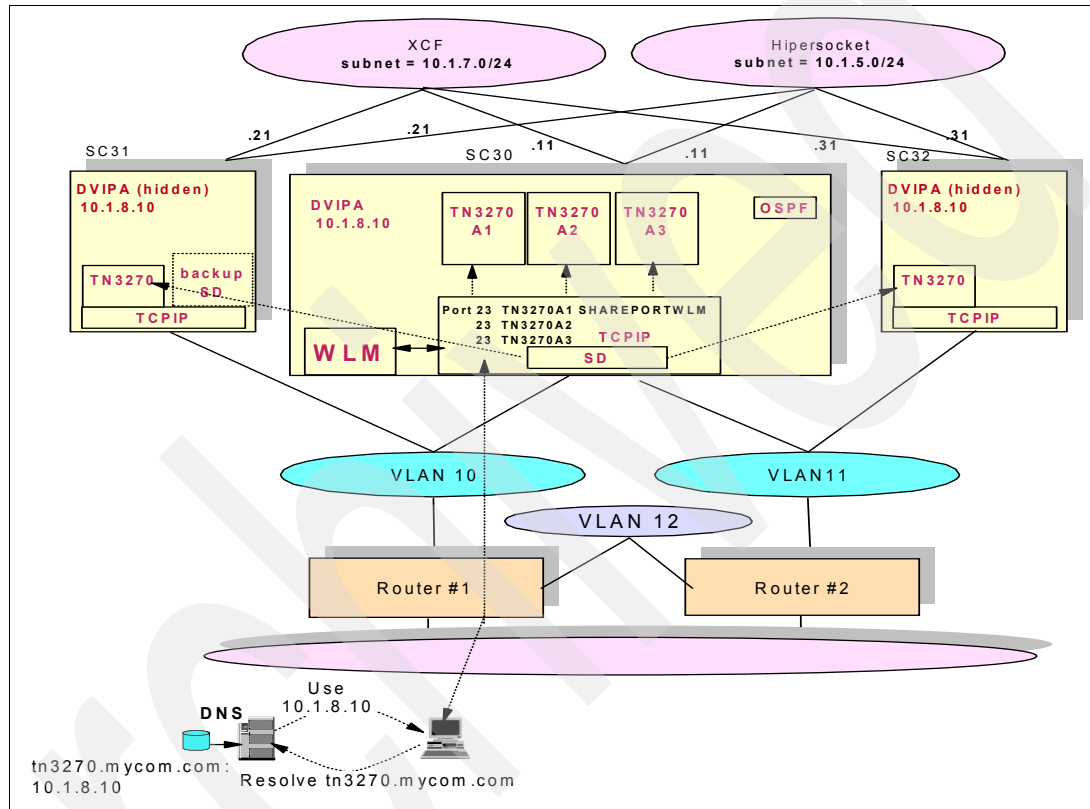 XCF
subnet = 10.1.7.0/24
Hipersocket
subnet = 10.1.5.0/24
.21
.21
.11
.11
.31
.31
SC31
DVIPA (hidden)
10.1.8.10
TN3270
backup
SD
TCPIP
SC30
DVIPA
10.1.8.10
TN3270
A1
TN3270
A2
TN3270
A3
OSPF
Port 23 TN3270A1 SHAREPORTWLM
23 TN3270A2
23 TN3270A3
TCPIP
SD
WLM
SC32
DVIPA (hidden)
10.1.8.10
TN3270
TCPIP
VLAN 10
VLAN11
VLAN 12
Router #1
Router #2
DNS
Use
10.1.8.10
tn3270.mycom.com:
10.1.8.10
Resolve tn3270.mycom.com